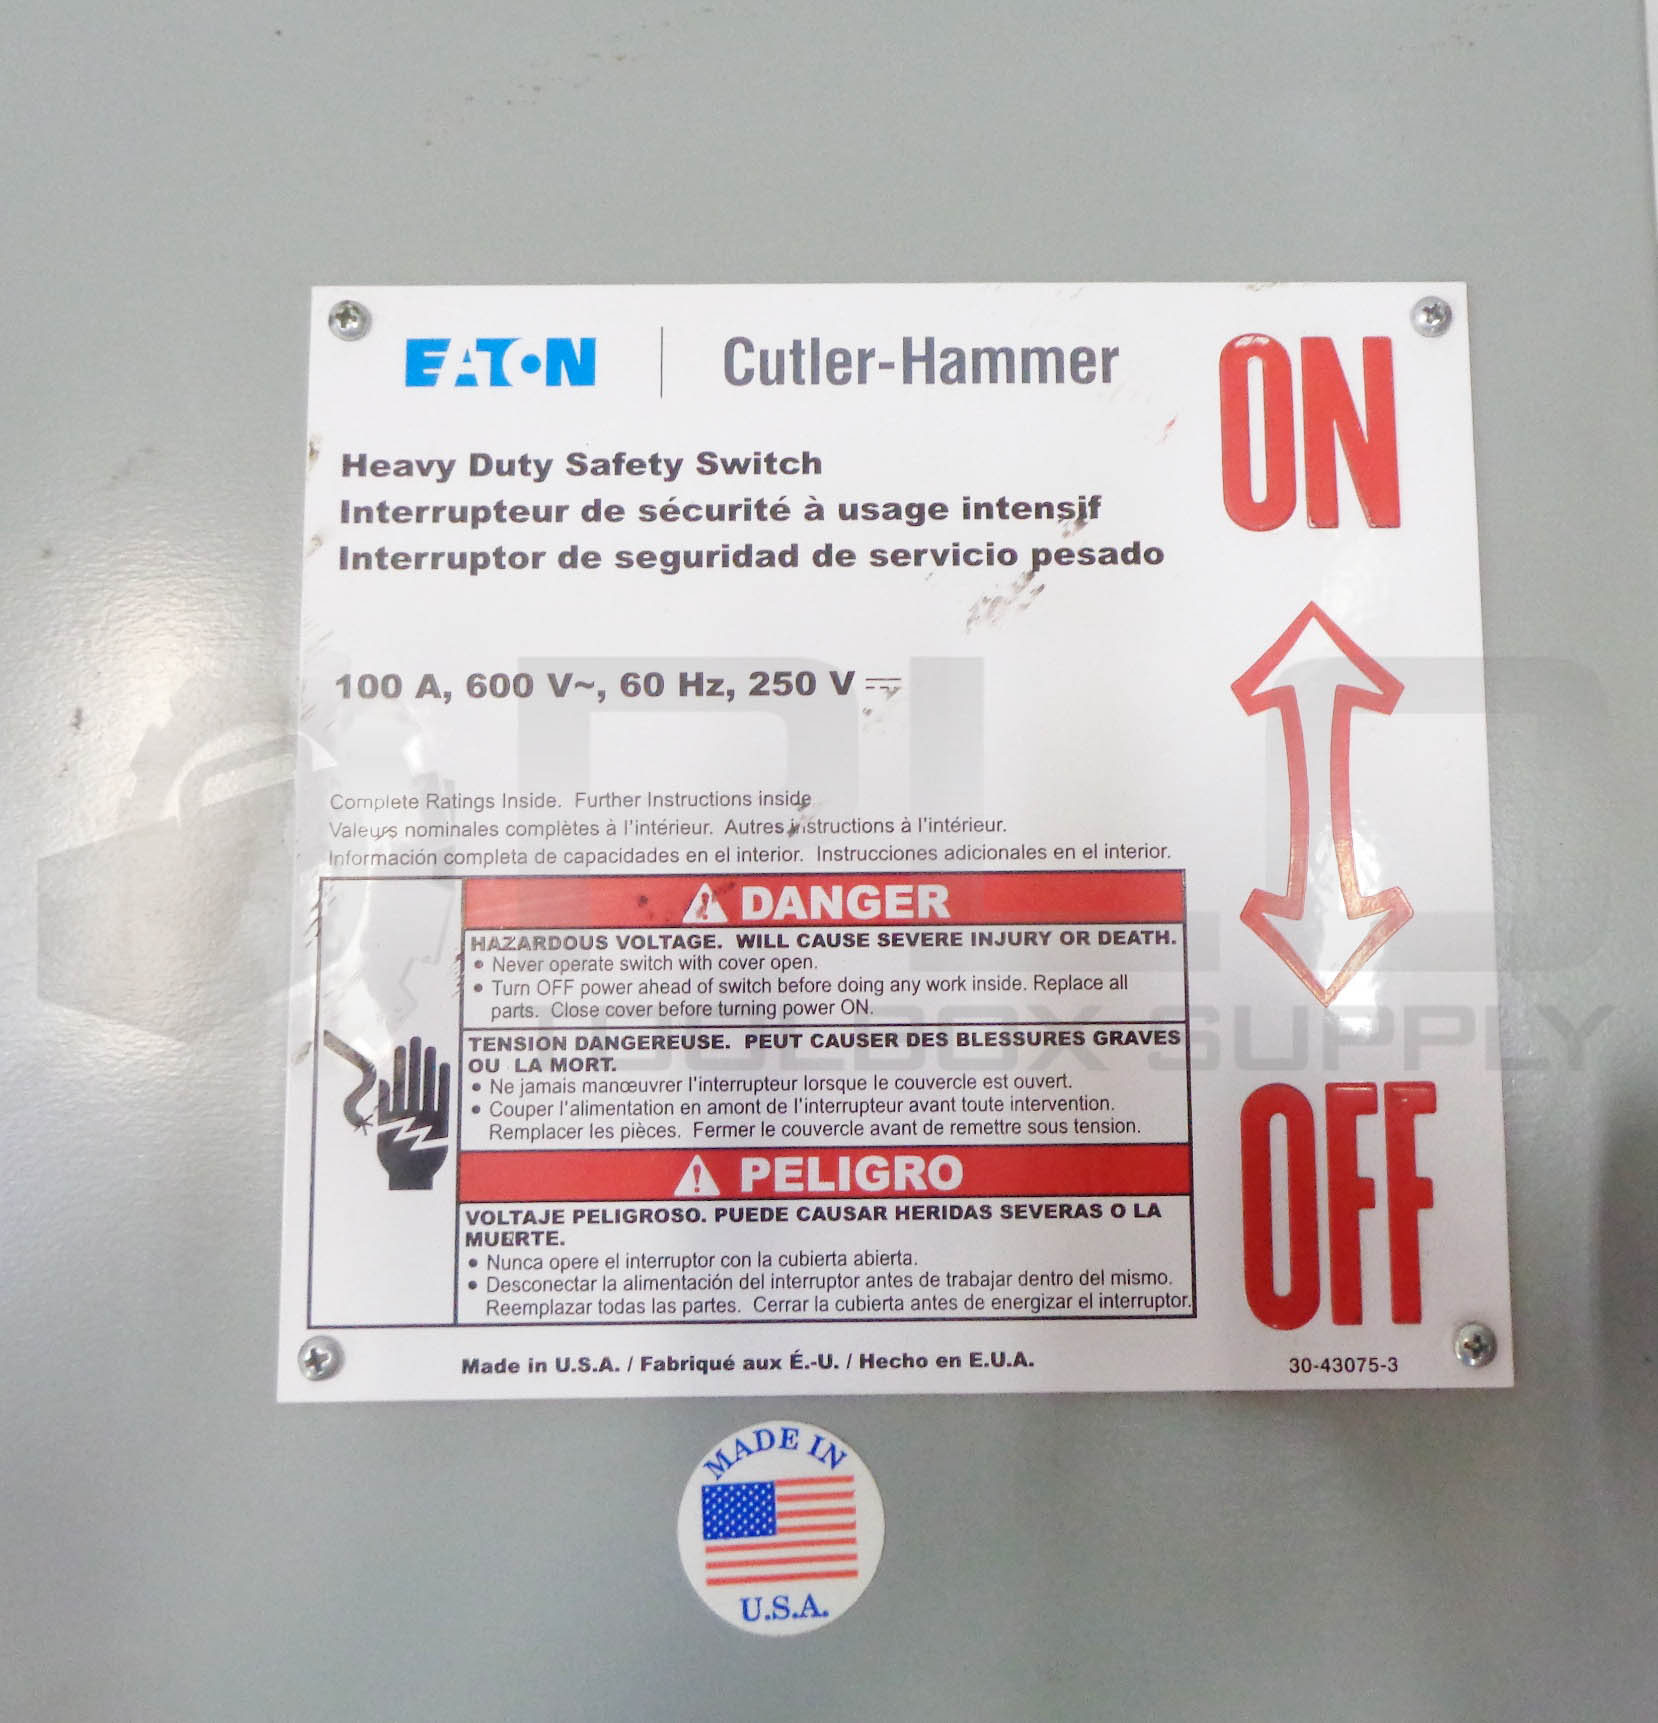 EATON | Cutler-Hammer
ON
Heavy Duty Safety Switch
Interrupteur de sécurité à usage intensif
Interruptor de seguridad de servicio pesado
100 A, 600 V~, 60 Hz, 250 V ⎓
Complete Ratings Inside. Further Instructions inside
Valeurs nominales complètes à l'intérieur. Autres instructions à l'intérieur.
Información completa de capacidades en el interior. Instrucciones adicionales en el interior.
⚠ DANGER
HAZARDOUS VOLTAGE. WILL CAUSE SEVERE INJURY OR DEATH.
• Never operate switch with cover open.
• Turn OFF power ahead of switch before doing any work inside. Replace all
parts. Close cover before turning power ON.
TENSION DANGEREUSE. PEUT CAUSER DES BLESSURES GRAVES
OU LA MORT.
• Ne jamais manœuvrer l'interrupteur lorsque le couvercle est ouvert.
• Couper l'alimentation en amont de l'interrupteur avant toute intervention.
Remplacer les pièces. Fermer le couvercle avant de remettre sous tension.
⚠ PELIGRO
VOLTAJE PELIGROSO. PUEDE CAUSAR HERIDAS SEVERAS O LA
MUERTE.
• Nunca opere el interruptor con la cubierta abierta.
• Desconectar la alimentación del interruptor antes de trabajar dentro del mismo.
Reemplazar todas las partes. Cerrar la cubierta antes de energizar el interruptor.
OFF
Made in U.S.A. / Fabriqué aux É.-U. / Hecho en E.U.A.
30-43075-3
MADE IN
U.S.A.
PLC
TOOLBOX SUPPLY